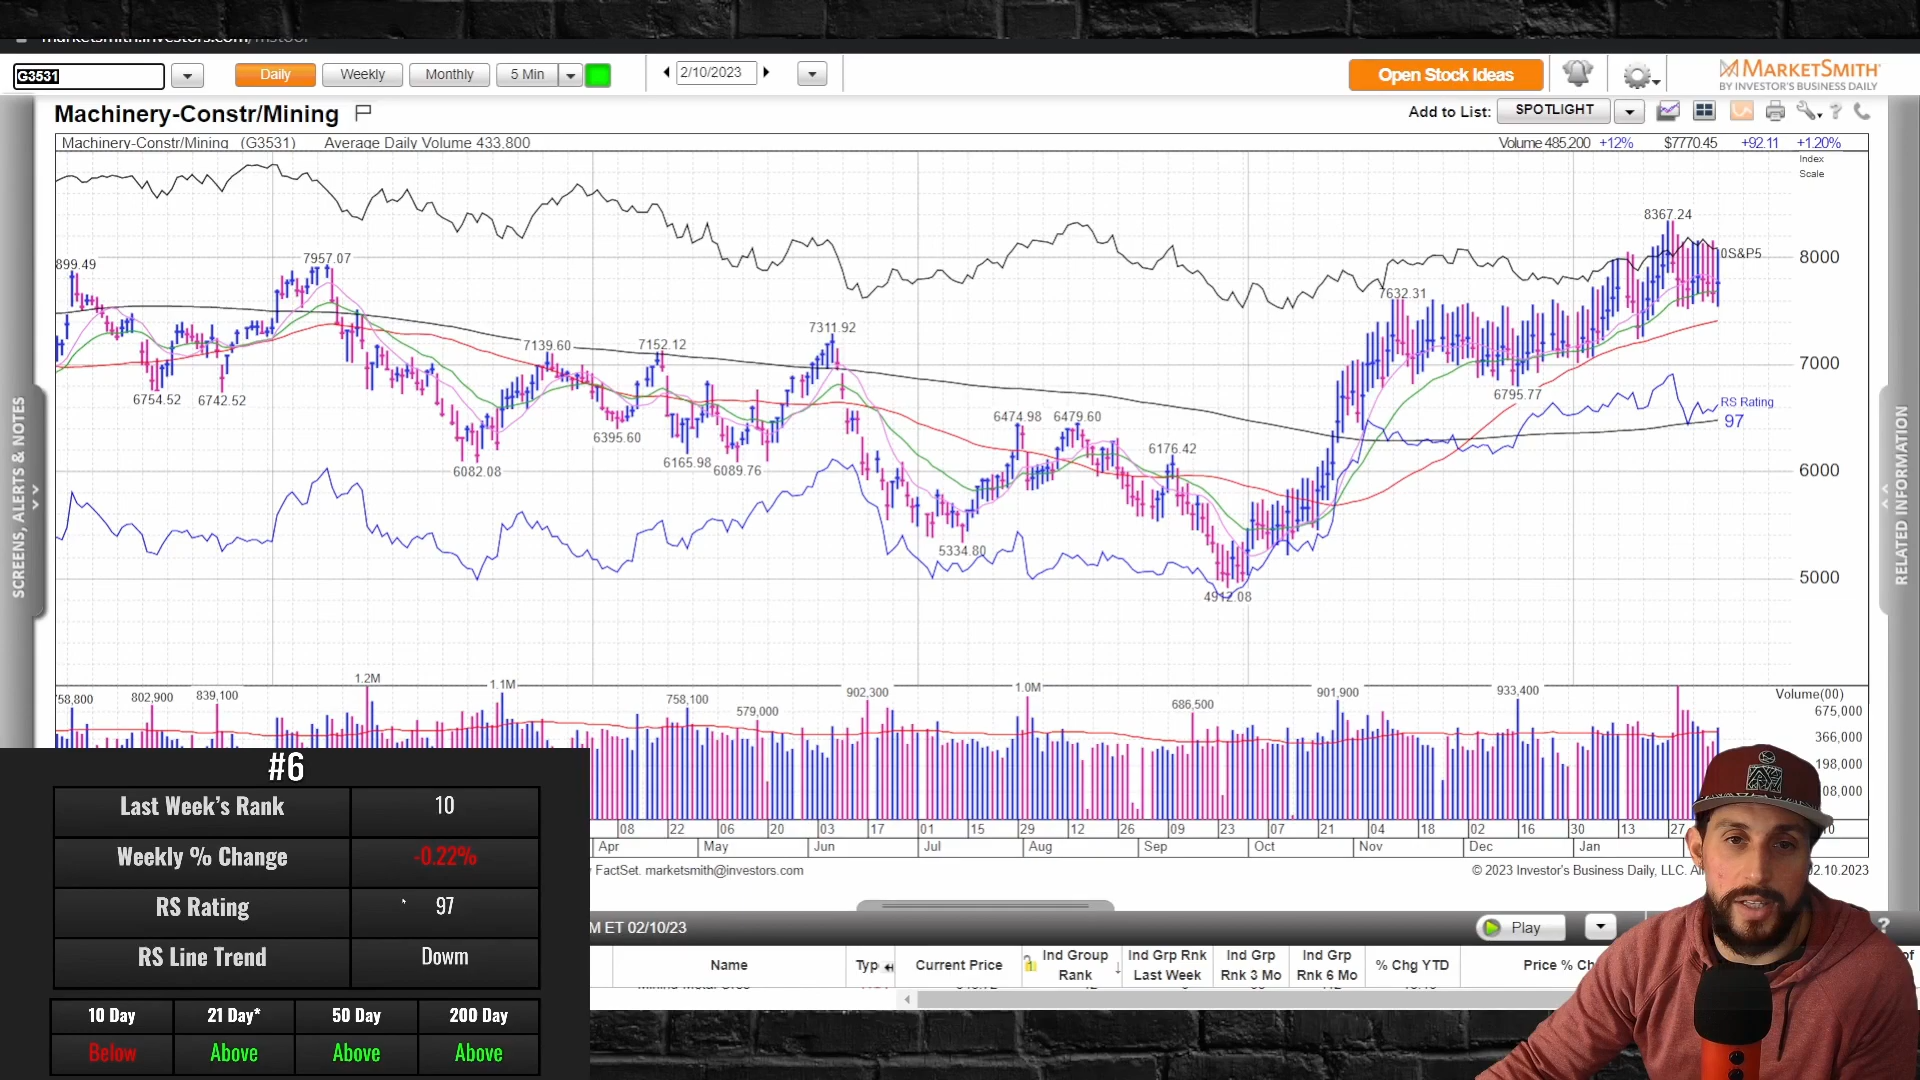 G3531
Daily
Weekly
Monthly
5 Min
2/10/2023
Open Stock Ideas
MARKETSMITH
BY INVESTOR'S BUSINESS DAILY
Machinery-Constr/Mining
Add to List:
SPOTLIGHT
?
Machinery-Constr/Mining (G3531) Average Daily Volume 433,800
Volume 485,200 +12% $7770.45 +92.11 +1.20%
Index
Scale
8367.24
899.49
7957.07
0S&P5
8000
7632.31
7311.92
7139.60
7152.12
7000
6754.52
6742.52
6795.77
RS Rating
97
6474.98
6479.60
6395.60
6176.42
6082.08
6165.98
6089.76
6000
5334.80
5000
4912.08
SCREENS, ALERTS & NOTES
RELATED INFORMATION
758,800
802,900
839,100
1.2M
1.1M
758,100
579,000
902,300
1.0M
686,500
901,900
933,400
Volume(00)
675,000
366,000
198,000
08 22 06 20 03 17 01 15 29 12 26 09 23 07 21 04 18 02 16 30 13 27
Apr May Jun Jul Aug Sep Oct Nov Dec Jan
FactSet. marketsmith@investors.com
© 2023 Investor's Business Daily, LLC.
02.10.2023
M ET 02/10/23
Play
?
Name
Typ
Current Price
Ind Group
Rank
Ind Grp Rnk
Last Week
Ind Grp
Rnk 3 Mo
Ind Grp
Rnk 6 Mo
% Chg YTD
Price % Ch
of
#6
Last Week's Rank 10
Weekly % Change -0.22%
RS Rating 97
RS Line Trend Dowm
10 Day 21 Day* 50 Day 200 Day
Below Above Above Above